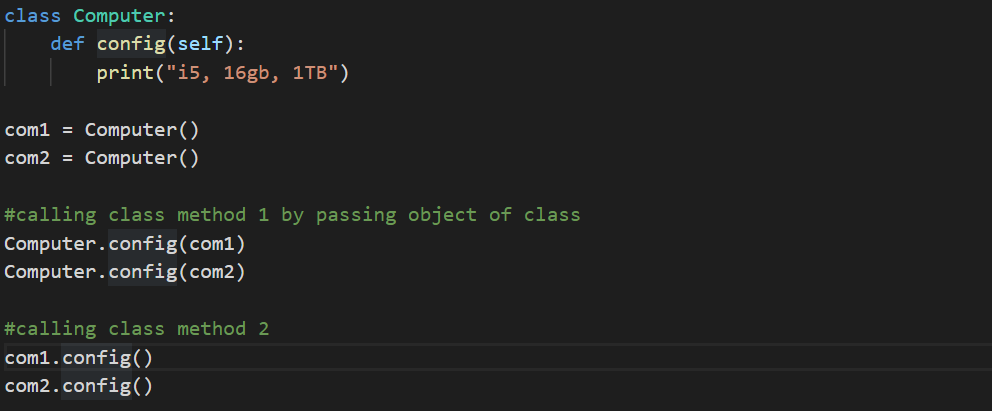 class Computer:
    def config(self):
        print("i5, 16gb, 1TB")

com1 = Computer()
com2 = Computer()

#calling class method 1 by passing object of class
Computer.config(com1)
Computer.config(com2)

#calling class method 2
com1.config()
com2.config()